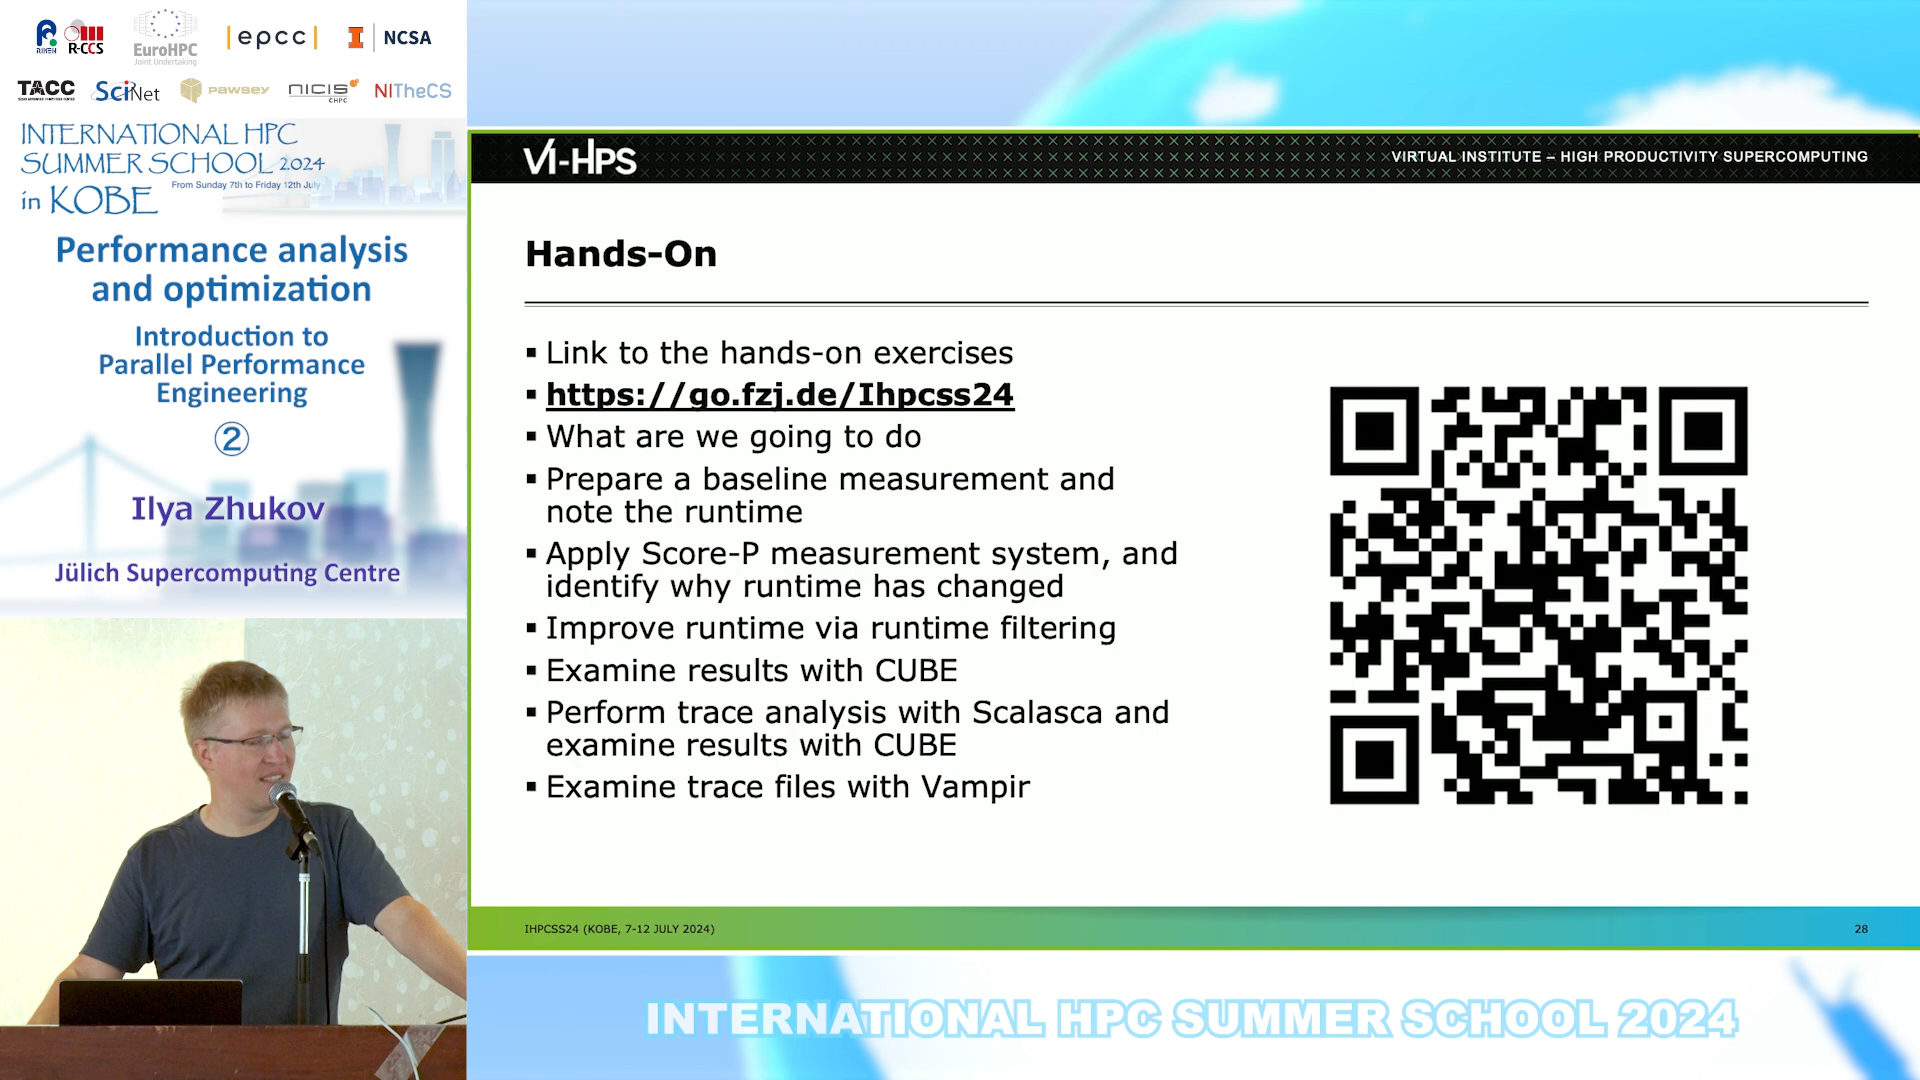 RIKEN
R-CCS
EuroHPC
Joint Undertaking
epcc
I NCSA
TACC
SciNet
PAWSEY
NICIS
CHPC
NITheCS
INTERNATIONAL HPC
SUMMER SCHOOL 2024
From Sunday 7th to Friday 12th July
in KOBE
Performance analysis
and optimization
Introduction to
Parallel Performance
Engineering
②
Ilya Zhukov
Jülich Supercomputing Centre
VI-HPS
VIRTUAL INSTITUTE – HIGH PRODUCTIVITY SUPERCOMPUTING
Hands-On
▪ Link to the hands-on exercises
▪ https://go.fzj.de/Ihpcss24
▪ What are we going to do
▪ Prepare a baseline measurement and
note the runtime
▪ Apply Score-P measurement system, and
identify why runtime has changed
▪ Improve runtime via runtime filtering
▪ Examine results with CUBE
▪ Perform trace analysis with Scalasca and
examine results with CUBE
▪ Examine trace files with Vampir
IHPCSS24 (KOBE, 7-12 JULY 2024)
28
INTERNATIONAL HPC SUMMER SCHOOL 2024